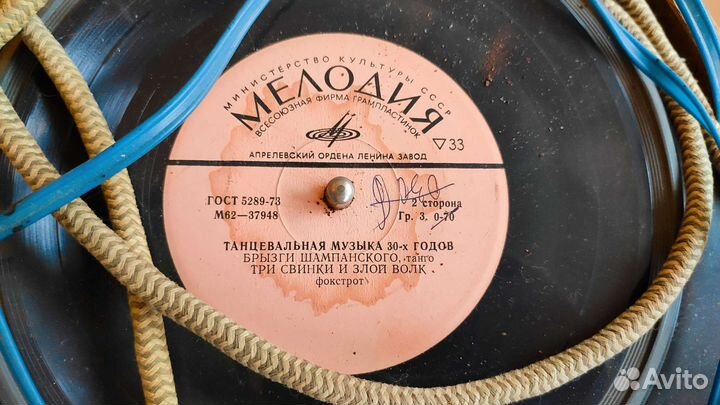 МИНИСТЕРСТВО КУЛЬТУРЫ СССР
МЕЛОДИЯ
ВСЕСОЮЗНАЯ ФИРМА ГРАМПЛАСТИНОК
▽33
АПРЕЛЕВСКИЙ ОРДЕНА ЛЕНИНА ЗАВОД
ГОСТ 5289-73
М62—37948
2 сторона
Гр. 3. 0-70
ТАНЦЕВАЛЬНАЯ МУЗЫКА 30-х ГОДОВ
БРЫЗГИ ШАМПАНСКОГО, танго
ТРИ СВИНКИ И ЗЛОЙ ВОЛК
фокстрот
Avito